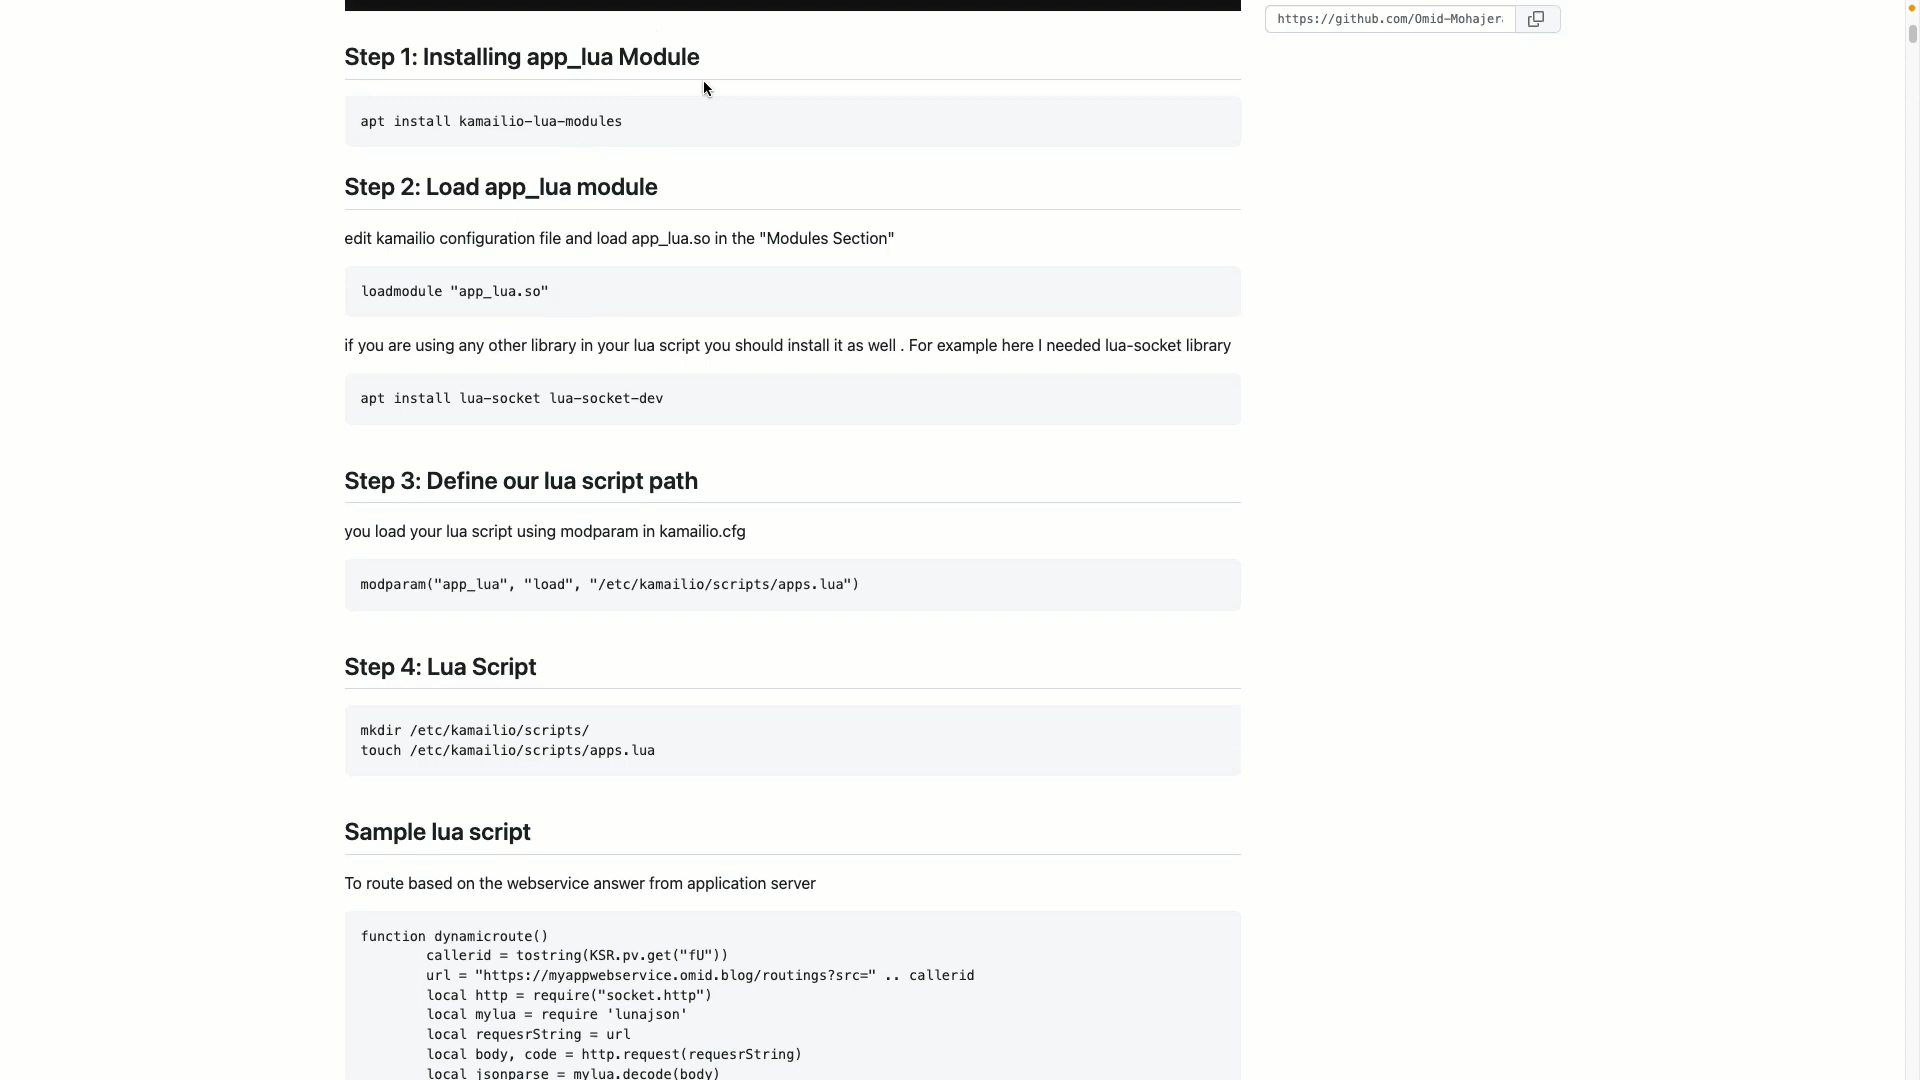 https://github.com/Omid-Mohajer
Step 1: Installing app_lua Module
apt install kamailio-lua-modules
Step 2: Load app_lua module
edit kamailio configuration file and load app_lua.so in the "Modules Section"
loadmodule "app_lua.so"
if you are using any other library in your lua script you should install it as well . For example here I needed lua-socket library
apt install lua-socket lua-socket-dev
Step 3: Define our lua script path
you load your lua script using modparam in kamailio.cfg
modparam("app_lua", "load", "/etc/kamailio/scripts/apps.lua")
Step 4: Lua Script
mkdir /etc/kamailio/scripts/
touch /etc/kamailio/scripts/apps.lua
Sample lua script
To route based on the webservice answer from application server
function dynamicroute()
callerid = tostring(KSR.pv.get("fU"))
url = "https://myappwebservice.omid.blog/routings?src=" .. callerid
local http = require("socket.http")
local mylua = require 'lunajson'
local requesrString = url
local body, code = http.request(requesrString)
local jsonparse = mylua.decode(body)